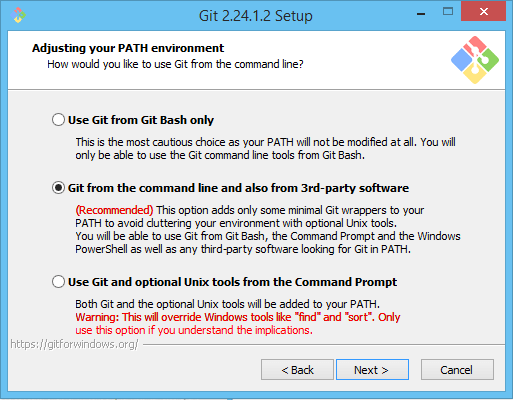 Git 2.24.1.2 Setup
Adjusting your PATH environment
How would you like to use Git from the command line?
Use Git from Git Bash only
This is the most cautious choice as your PATH will not be modified at all. You will
only be able to use the Git command line tools from Git Bash.
Git from the command line and also from 3rd-party software
(Recommended) This option adds only some minimal Git wrappers to your
PATH to avoid cluttering your environment with optional Unix tools.
You will be able to use Git from Git Bash, the Command Prompt and the Windows
PowerShell as well as any third-party software looking for Git in PATH.
Use Git and optional Unix tools from the Command Prompt
Both Git and the optional Unix tools will be added to your PATH.
Warning: This will override Windows tools like "find" and "sort". Only
use this option if you understand the implications.
https://gitforwindows.org/
< Back
Next >
Cancel